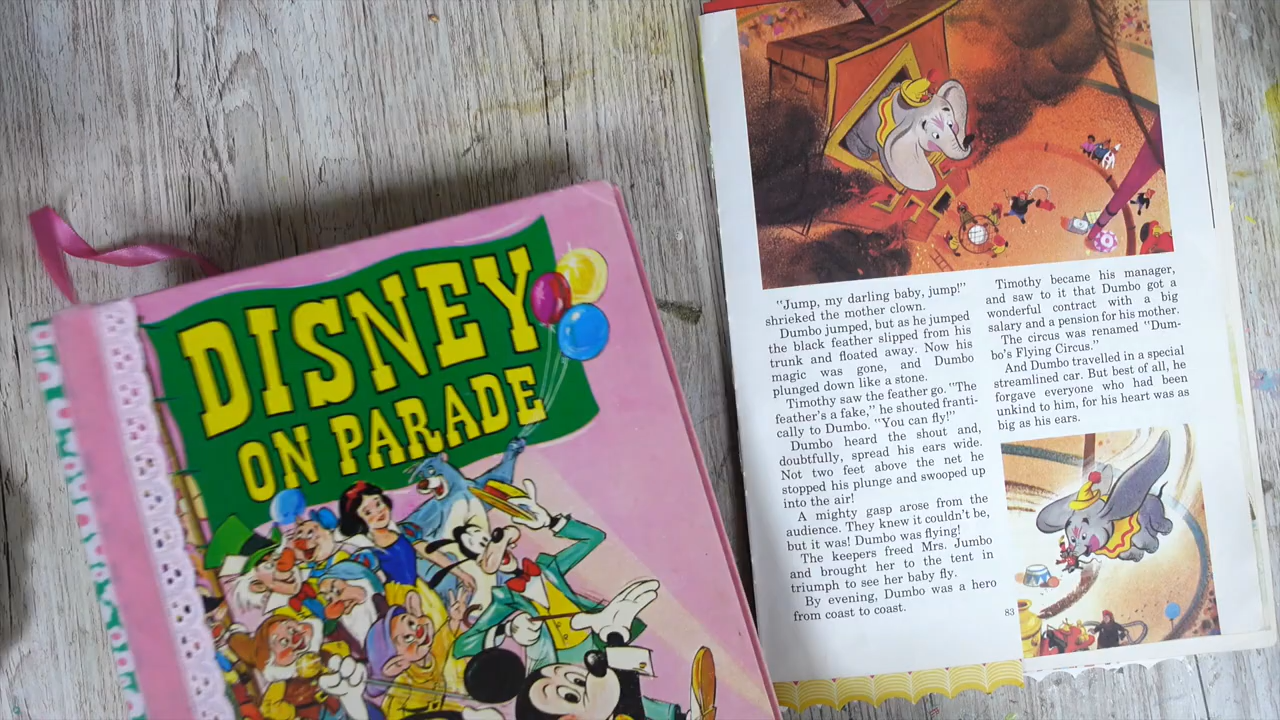 DISNEY
ON PARADE
"Jump, my darling baby, jump!"
shrieked the mother clown.
Dumbo jumped, but as he jumped
the black feather slipped from his
trunk and floated away. Now his
magic was gone, and Dumbo
plunged down like a stone.
Timothy saw the feather go. "The
feather's a fake," he shouted franti-
cally to Dumbo. "You can fly!"
Dumbo heard the shout and,
doubtfully, spread his ears wide.
Not two feet above the net he
stopped his plunge and swooped up
into the air!
A mighty gasp arose from the
audience. They knew it couldn't be,
but it was! Dumbo was flying!
The keepers freed Mrs. Jumbo
and brought her to the tent in
triumph to see her baby fly.
By evening, Dumbo was a hero
from coast to coast.
Timothy became his manager,
and saw to it that Dumbo got a
wonderful contract with a big
salary and a pension for his mother.
The circus was renamed "Dum-
bo's Flying Circus."
And Dumbo travelled in a special
streamlined car. But best of all, he
forgave everyone who had been
unkind to him, for his heart was as
big as his ears.
83